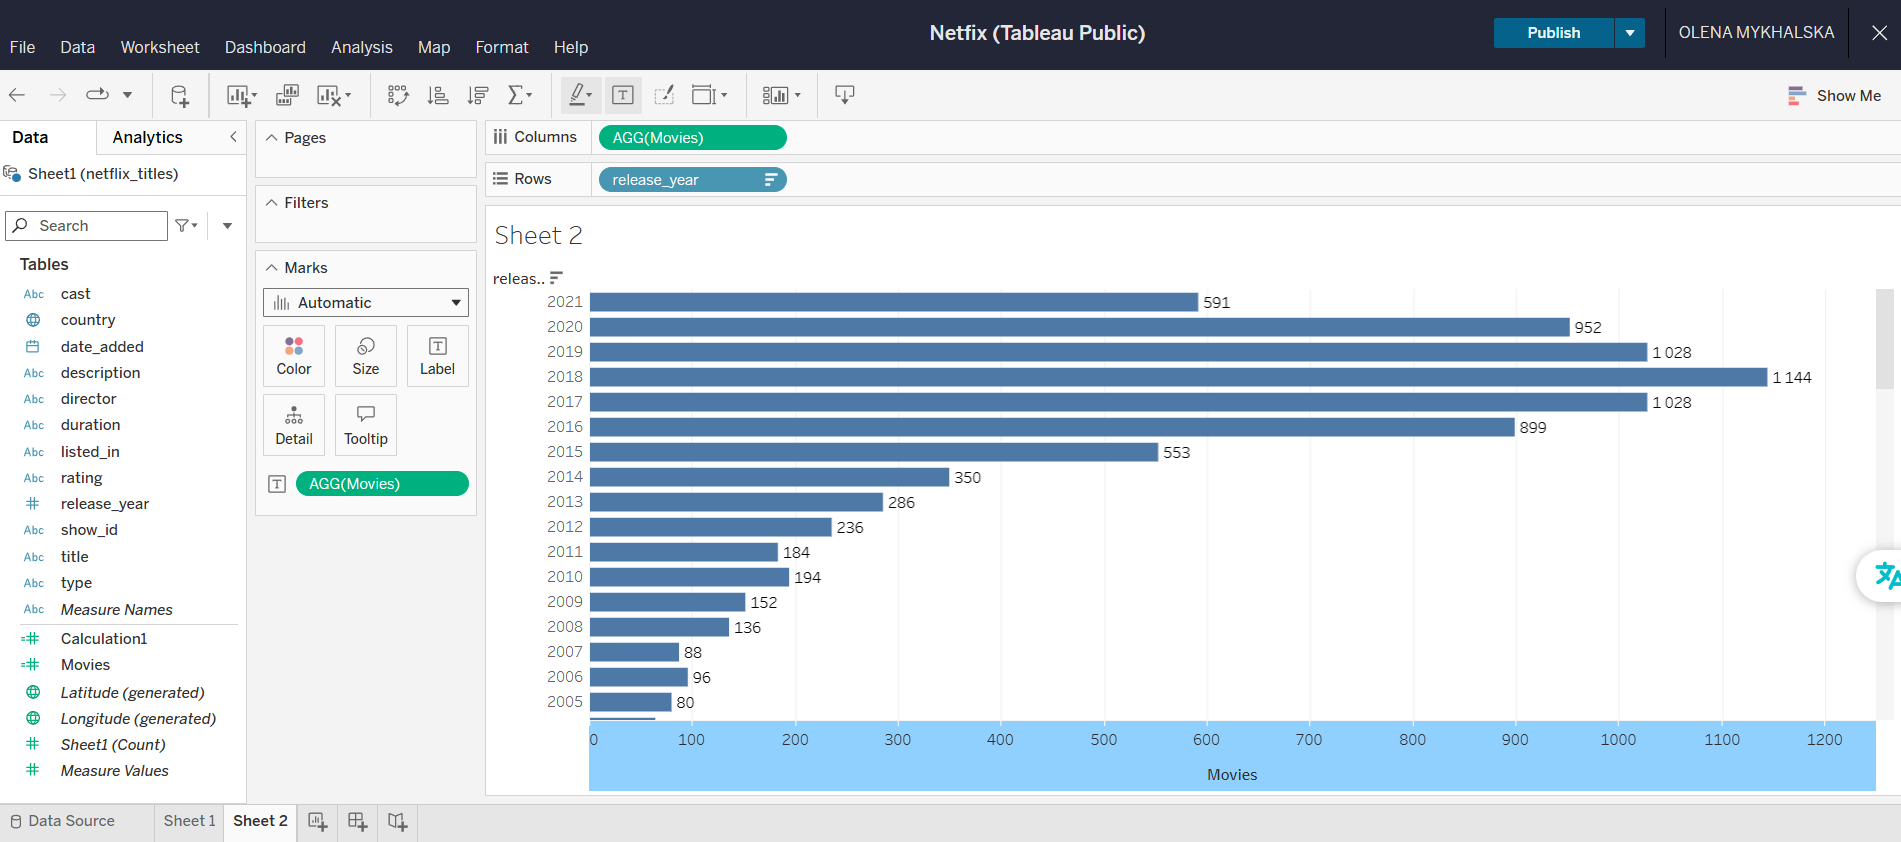 Netfix (Tableau Public)
Publish
OLENA MYKHALSKA
File Data Worksheet Dashboard Analysis Map Format Help
Show Me
Data Analytics
Sheet1 (netflix_titles)
Search
Tables
Abc cast
country
date_added
Abc description
Abc director
Abc duration
Abc listed_in
Abc rating
release_year
Abc show_id
Abc title
Abc type
Abc Measure Names
Calculation1
Movies
Latitude (generated)
Longitude (generated)
Sheet1 (Count)
Measure Values
Pages
Filters
Marks
Automatic
Color Size Label
Detail Tooltip
AGG(Movies)
Columns AGG(Movies)
Rows release_year
Sheet 2
releas..
2021 591
2020 952
2019 1 028
2018 1 144
2017 1 028
2016 899
2015 553
2014 350
2013 286
2012 236
2011 184
2010 194
2009 152
2008 136
2007 88
2006 96
2005 80
0 100 200 300 400 500 600 700 800 900 1000 1100 1200
Movies
Data Source Sheet 1 Sheet 2